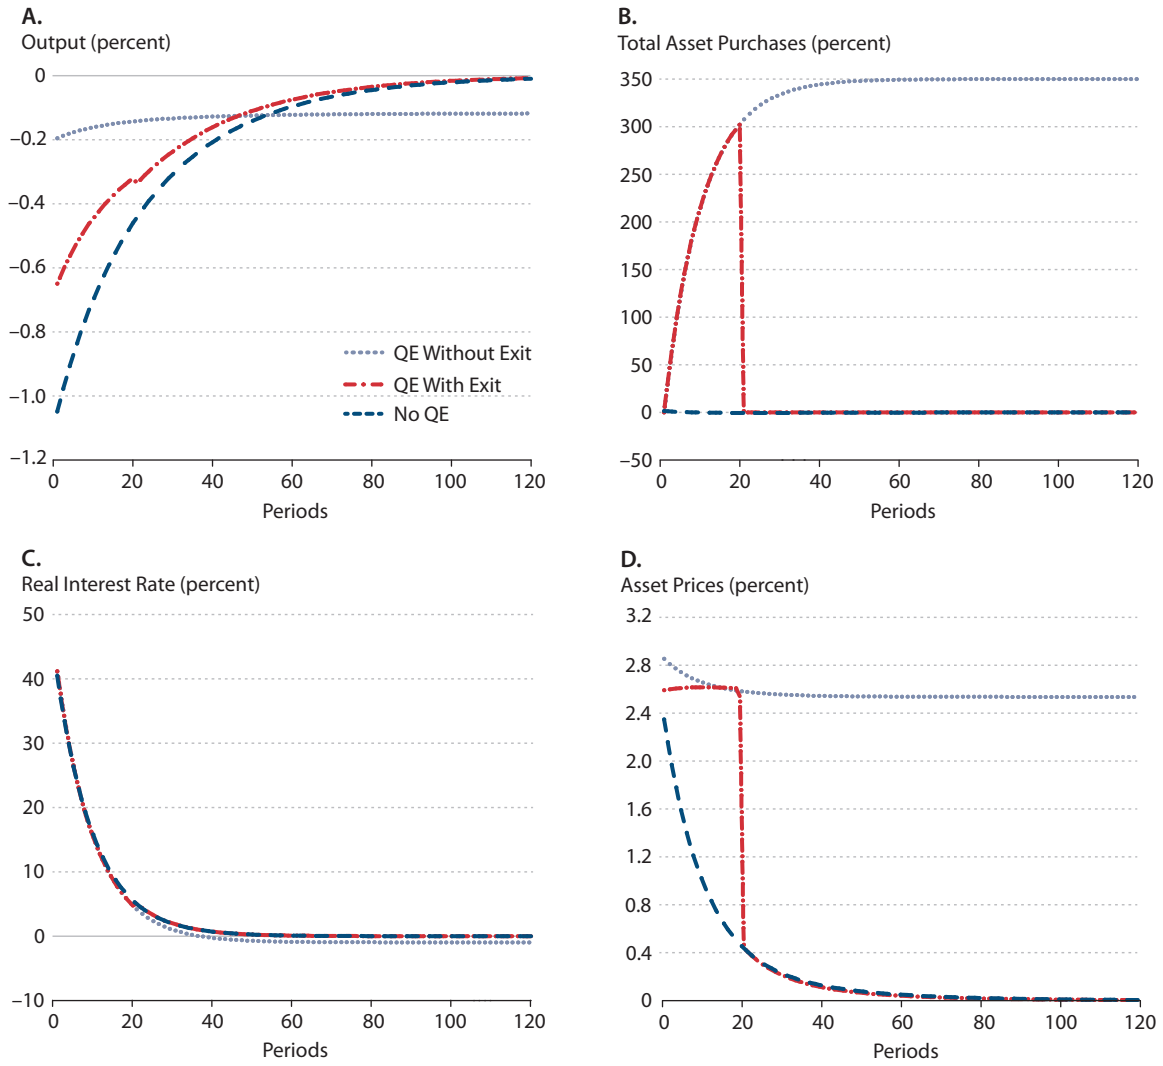 A.
Output (percent)
0
−0.2
−0.4
−0.6
−0.8
−1.0
−1.2
0 20 40 60 80 100 120
Periods
QE Without Exit
QE With Exit
No QE
B.
Total Asset Purchases (percent)
350
300
250
200
150
100
50
0
−50
0 20 40 60 80 100 120
Periods
C.
Real Interest Rate (percent)
50
40
30
20
10
0
−10
0 20 40 60 80 100 120
Periods
D.
Asset Prices (percent)
3.2
2.8
2.4
2.0
1.6
1.2
0.8
0.4
0
0 20 40 60 80 100 120
Periods